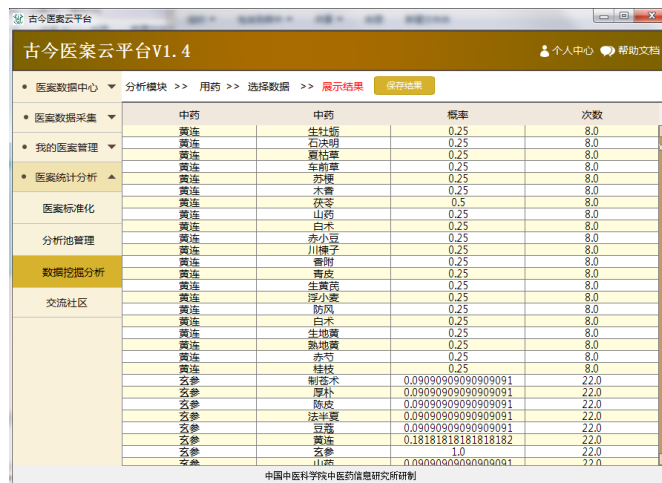 古今医案云平台
古今医案云平台V1.4
个人中心 帮助文档
医案数据中心
医案数据采集
我的医案管理
医案统计分析
医案标准化
分析池管理
数据挖掘分析
交流社区
分析模块 >> 用药 >> 选择数据 >> 展示结果 保存结果
中药 中药 概率 次数
黄连 生牡蛎 0.25 8.0
黄连 石决明 0.25 8.0
黄连 夏枯草 0.25 8.0
黄连 车前草 0.25 8.0
黄连 苏梗 0.25 8.0
黄连 木香 0.25 8.0
黄连 茯苓 0.5 8.0
黄连 山药 0.25 8.0
黄连 白术 0.25 8.0
黄连 赤小豆 0.25 8.0
黄连 川楝子 0.25 8.0
黄连 香附 0.25 8.0
黄连 青皮 0.25 8.0
黄连 生黄芪 0.25 8.0
黄连 浮小麦 0.25 8.0
黄连 防风 0.25 8.0
黄连 白术 0.25 8.0
黄连 生地黄 0.25 8.0
黄连 熟地黄 0.25 8.0
黄连 赤芍 0.25 8.0
黄连 桂枝 0.25 8.0
玄参 制苍术 0.09090909090909091 22.0
玄参 厚朴 0.09090909090909091 22.0
玄参 陈皮 0.09090909090909091 22.0
玄参 法半夏 0.09090909090909091 22.0
玄参 豆蔻 0.09090909090909091 22.0
玄参 黄连 0.18181818181818182 22.0
玄参 玄参 1.0 22.0
玄参 山药 0.09090909090909091 22.0
中国中医科学院中医药信息研究所研制